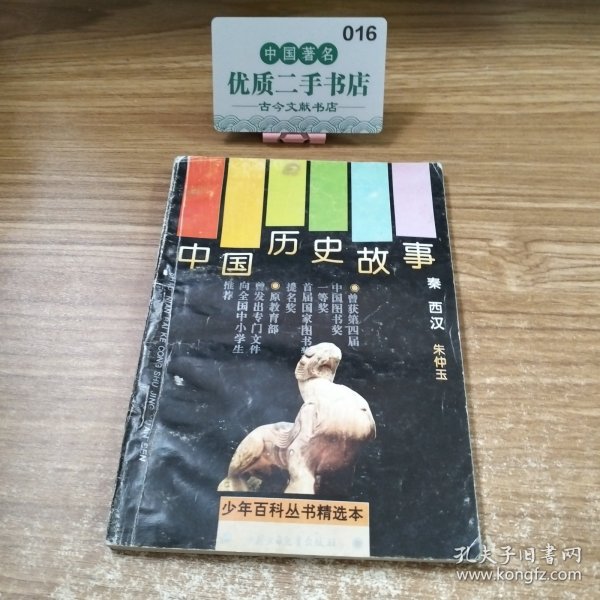 016
中国著名
优质二手书店
古今文献书店
中国历史故事
秦 西汉
朱仲玉
◉曾获第四届
中国图书奖
一等奖
首届国家图书奖
提名奖
◉原教育部
曾发出专门文件
向全国中小学生
推荐
少年百科丛书精选本
孔夫子旧书网
www.kongfz.com